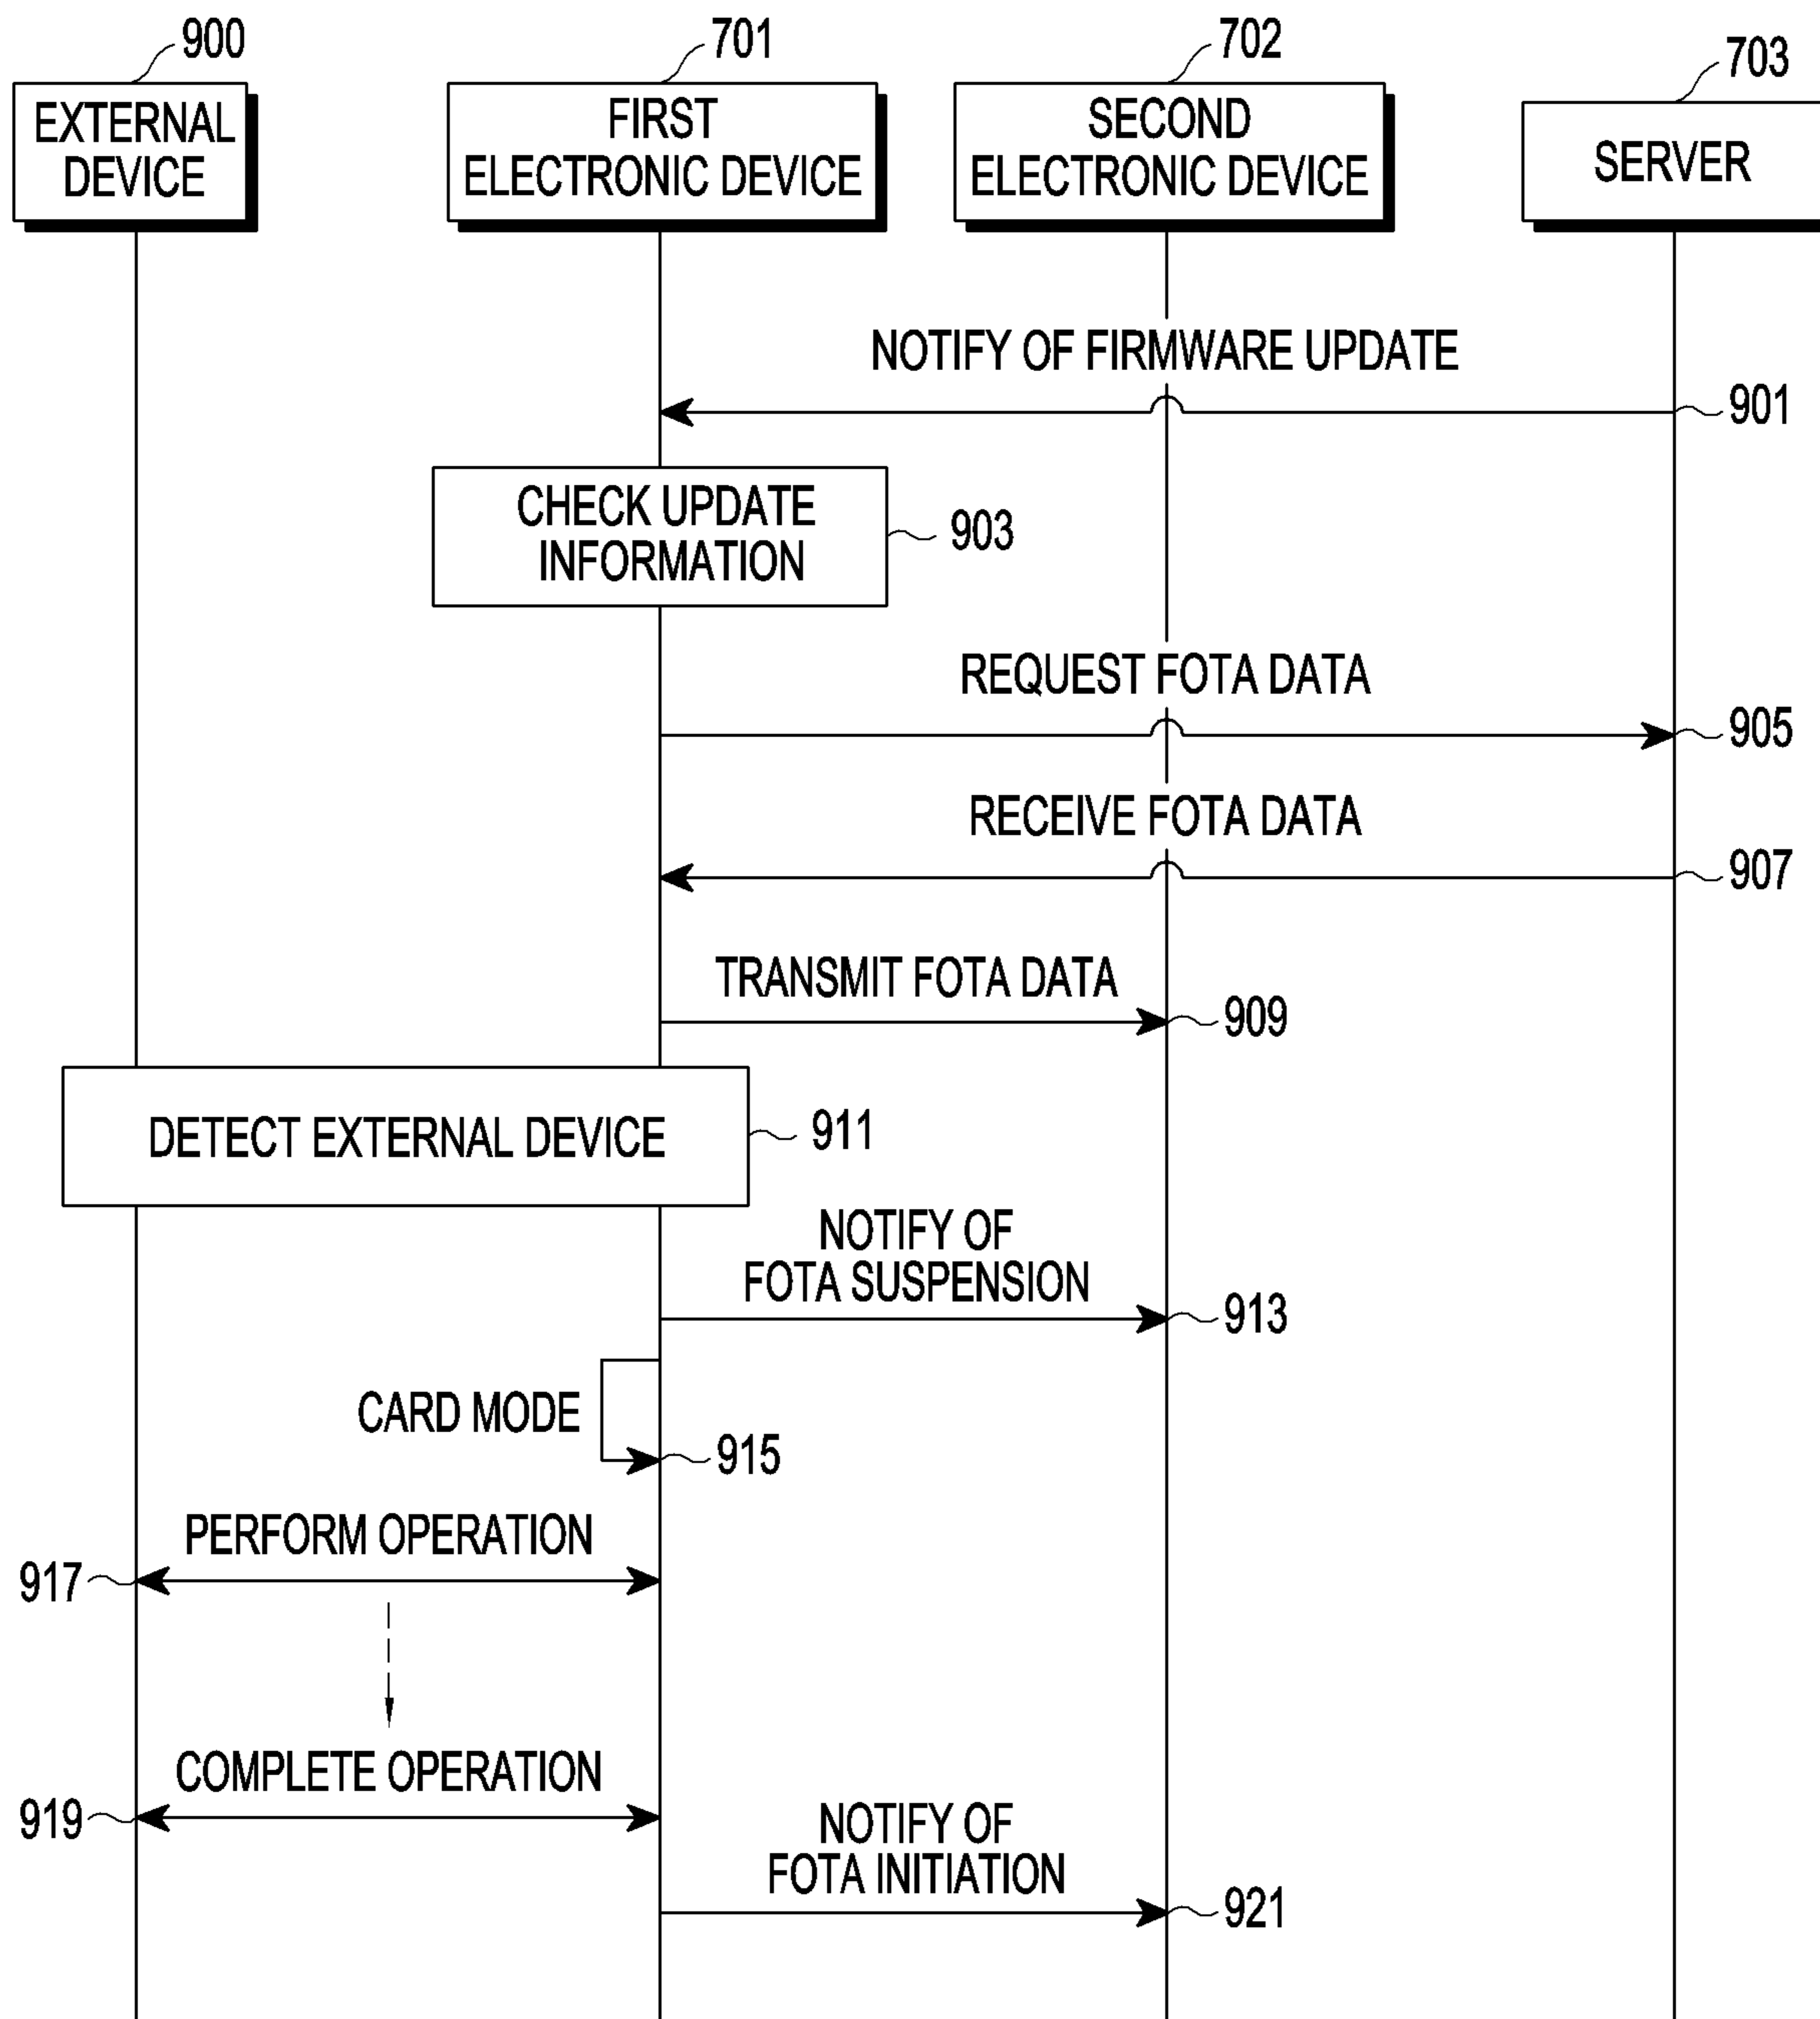 900
701
702
703
EXTERNAL
DEVICE
FIRST
ELECTRONIC DEVICE
SECOND
ELECTRONIC DEVICE
SERVER
NOTIFY OF FIRMWARE UPDATE
901
CHECK UPDATE
INFORMATION
903
REQUEST FOTA DATA
905
RECEIVE FOTA DATA
907
TRANSMIT FOTA DATA
909
DETECT EXTERNAL DEVICE
911
NOTIFY OF
FOTA SUSPENSION
913
CARD MODE
915
PERFORM OPERATION
917
COMPLETE OPERATION
919
NOTIFY OF
FOTA INITIATION
921